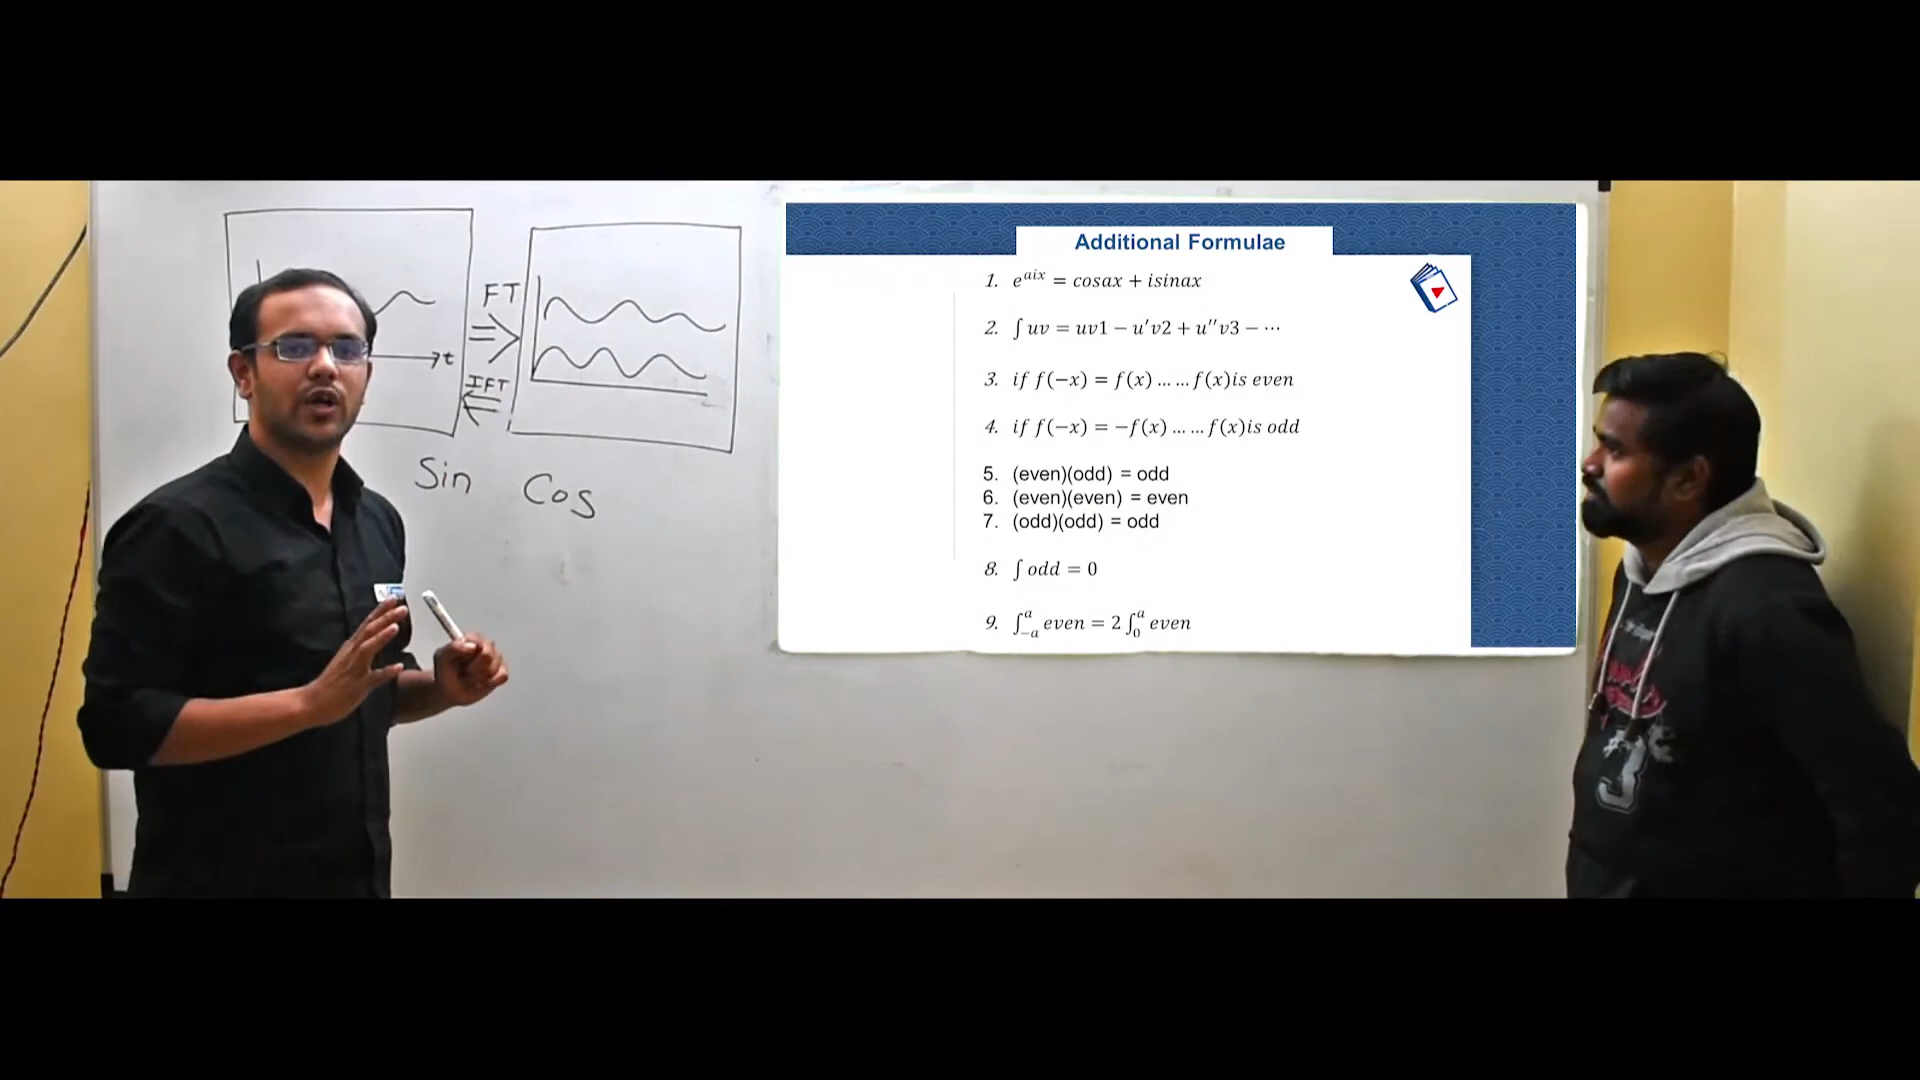 FT
t
IFT
Sin Cos
Additional Formulae
1. e^{aix} = cosax + isinax
2. ∫ uv = uv1 − u′v2 + u′′v3 − ⋯
3. if f(−x) = f(x) … … f(x)is even
4. if f(−x) = −f(x) … … f(x)is odd
5. (even)(odd) = odd
6. (even)(even) = even
7. (odd)(odd) = odd
8. ∫ odd = 0
9. ∫_{−a}^{a} even = 2 ∫_{0}^{a} even
3